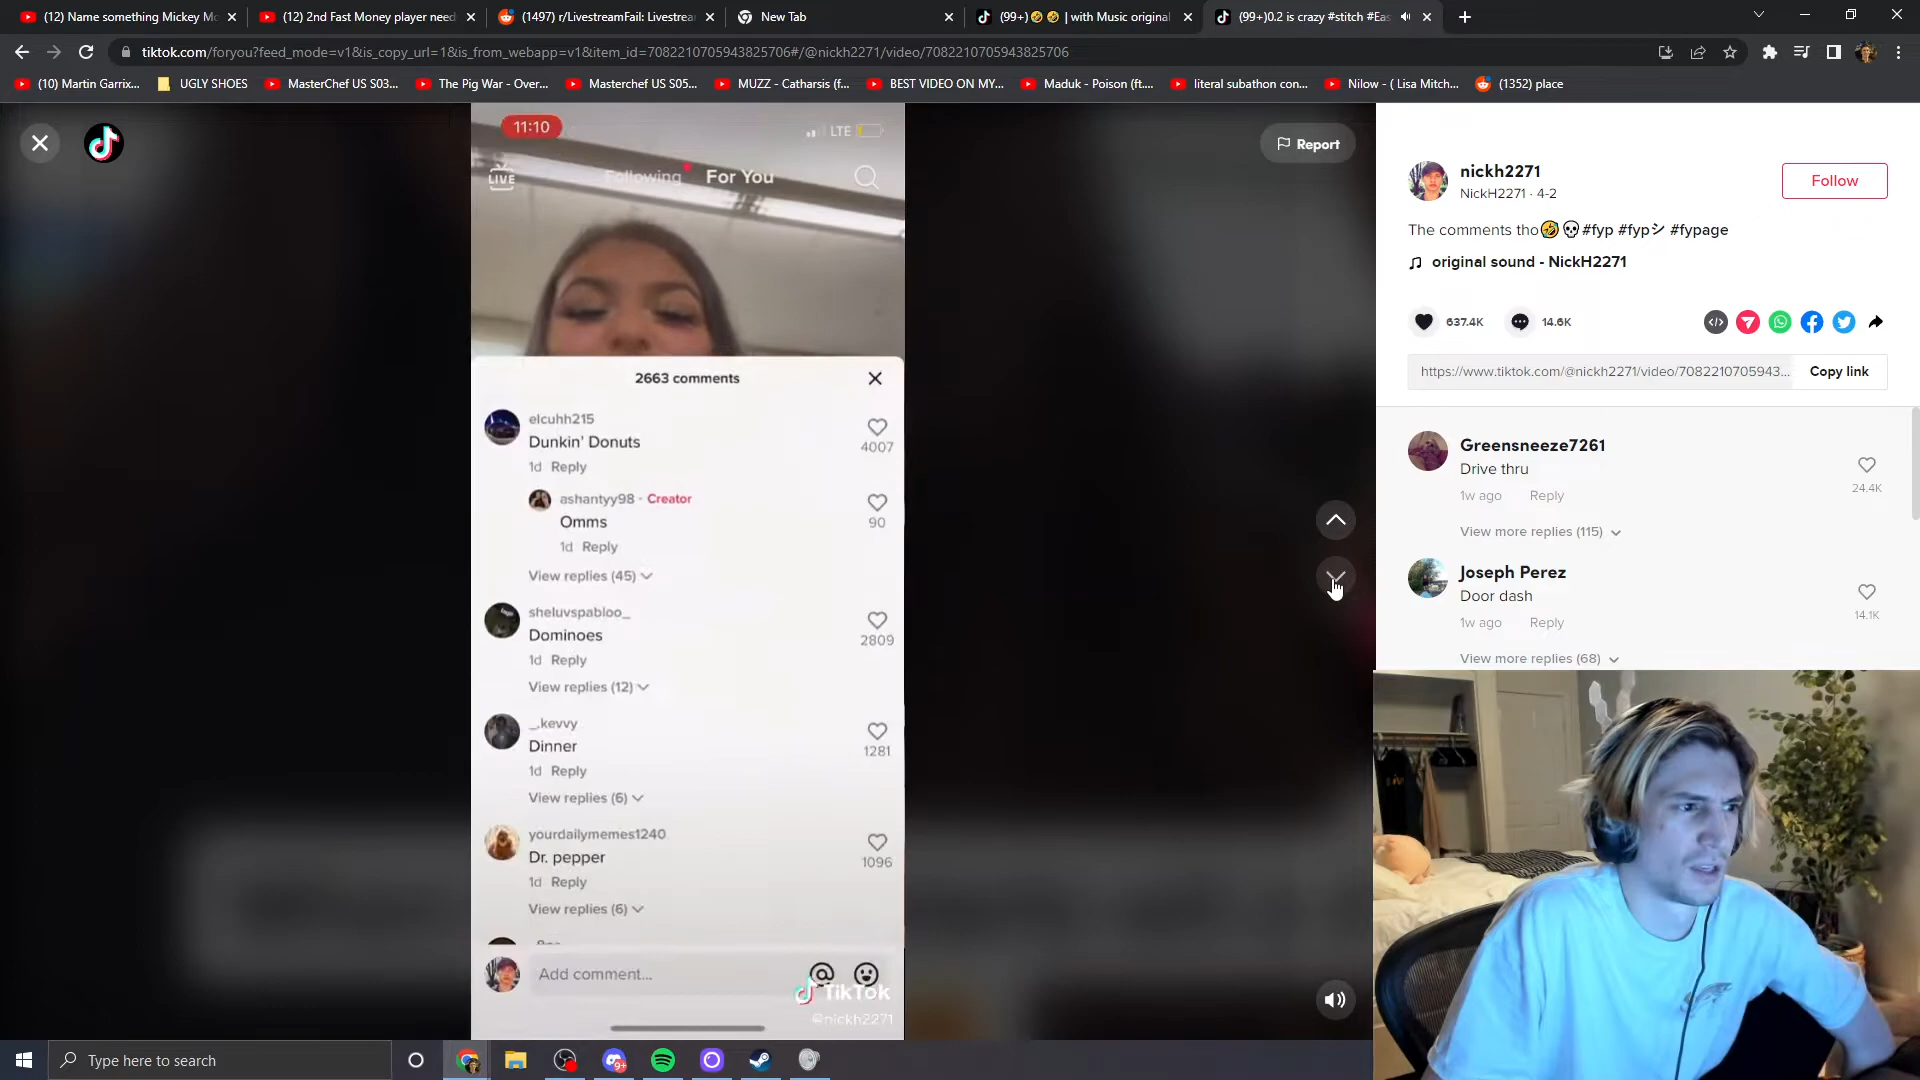 (12) Name something Mickey Mo
(12) 2nd Fast Money player need
(1497) r/LivestreamFail: Livestrea
New Tab
(99+)🤣🤣 | with Music original
(99+)0.2 is crazy #stitch #Eas
tiktok.com/foryou?feed_mode=v1&is_copy_url=1&is_from_webapp=v1&item_id=7082210705943825706#/@nickh2271/video/7082210705943825706
(10) Martin Garrix...
UGLY SHOES
MasterChef US S03...
The Pig War - Over...
Masterchef US S05...
MUZZ - Catharsis (f...
BEST VIDEO ON MY...
Maduk - Poison (ft....
literal subathon con...
Nilow - ( Lisa Mitch...
(1352) place
11:10
LTE
LIVE
Following
For You
2663 comments
elcuhh215
Dunkin' Donuts
4007
1d Reply
ashantyy98 · Creator
Omms
90
1d Reply
View replies (45)
sheluvspabloo_
Dominoes
2809
1d Reply
View replies (12)
_.kevvy
Dinner
1281
1d Reply
View replies (6)
yourdailymemes1240
Dr. pepper
1096
1d Reply
View replies (6)
Add comment...
TikTok
@nickh2271
Report
nickh2271
NickH2271 · 4-2
Follow
The comments tho🤣💀#fyp #fypシ #fypage
original sound - NickH2271
637.4K
14.6K
https://www.tiktok.com/@nickh2271/video/7082210705943...
Copy link
Greensneeze7261
Drive thru
24.4K
1w ago Reply
View more replies (115)
Joseph Perez
Door dash
14.1K
1w ago Reply
View more replies (68)
Type here to search
9+